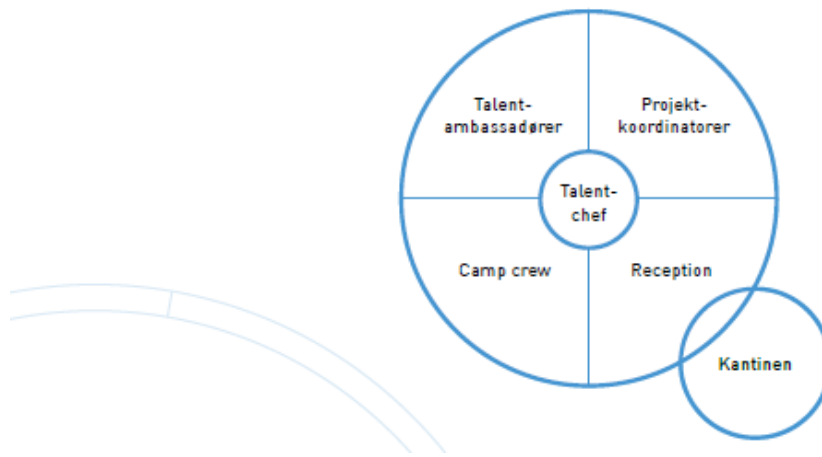 Talent-
ambassadører
Projekt-
koordinatorer
Talent-
chef
Camp crew
Reception
Kantinen